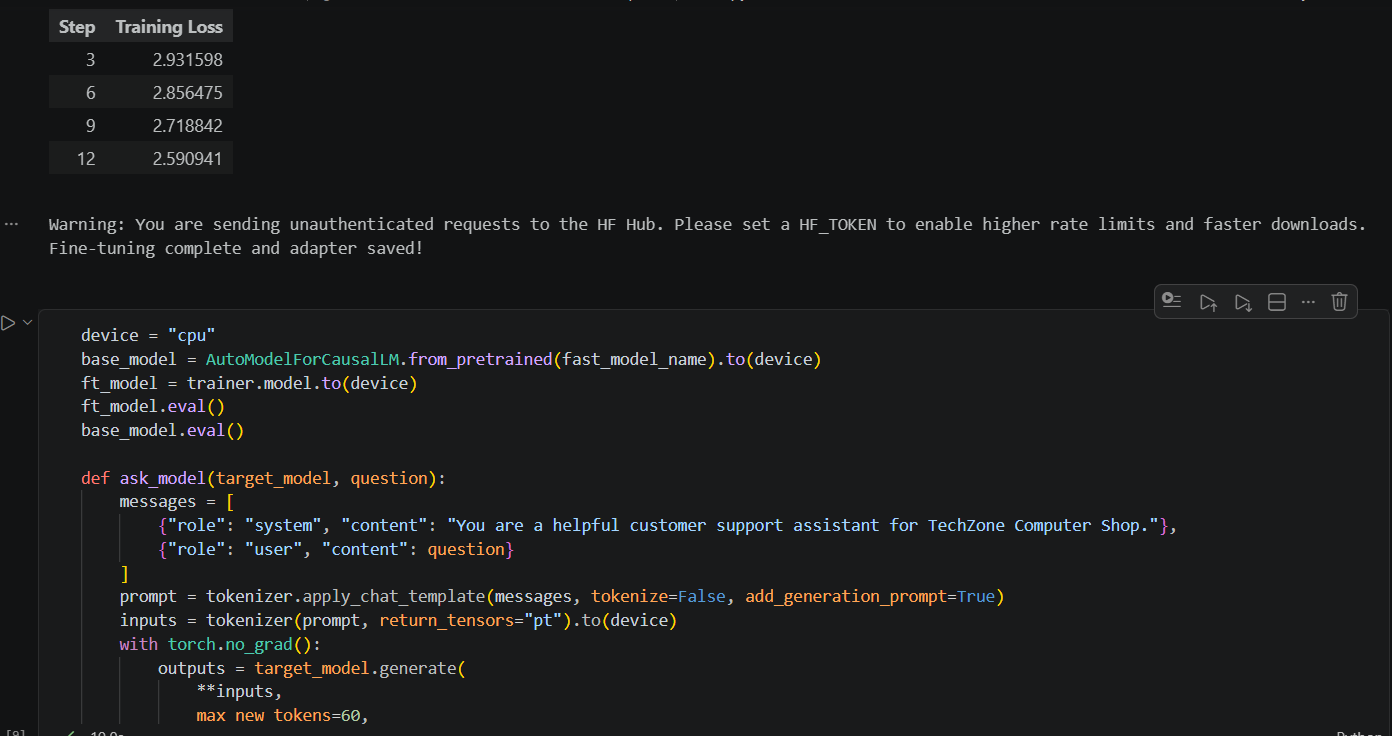 Step Training Loss
3 2.931598
6 2.856475
9 2.718842
12 2.590941
... Warning: You are sending unauthenticated requests to the HF Hub. Please set a HF_TOKEN to enable higher rate limits and faster downloads.
Fine-tuning complete and adapter saved!
device = "cpu"
base_model = AutoModelForCausalLM.from_pretrained(fast_model_name).to(device)
ft_model = trainer.model.to(device)
ft_model.eval()
base_model.eval()
def ask_model(target_model, question):
    messages = [
        {"role": "system", "content": "You are a helpful customer support assistant for TechZone Computer Shop."},
        {"role": "user", "content": question}
    ]
    prompt = tokenizer.apply_chat_template(messages, tokenize=False, add_generation_prompt=True)
    inputs = tokenizer(prompt, return_tensors="pt").to(device)
    with torch.no_grad():
        outputs = target_model.generate(
            **inputs,
            max_new_tokens=60,